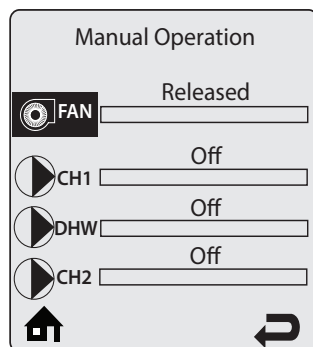 Manual Operation
Released
FAN
Off
CH1
Off
DHW
Off
CH2